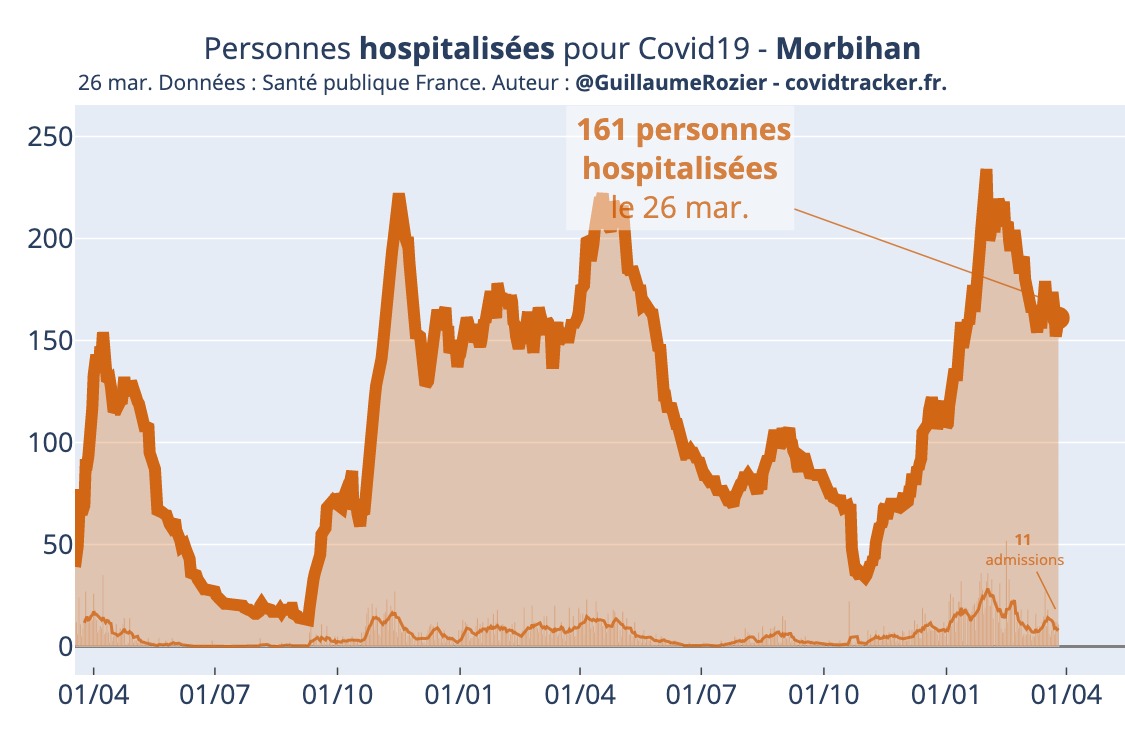 Personnes hospitalisées pour Covid19 - Morbihan
26 mar. Données : Santé publique France. Auteur : @GuillaumeRozier - covidtracker.fr.
161 personnes
hospitalisées
le 26 mar.
250
200
150
100
50
0
11
admissions
01/04 01/07 01/10 01/01 01/04 01/07 01/10 01/01 01/04